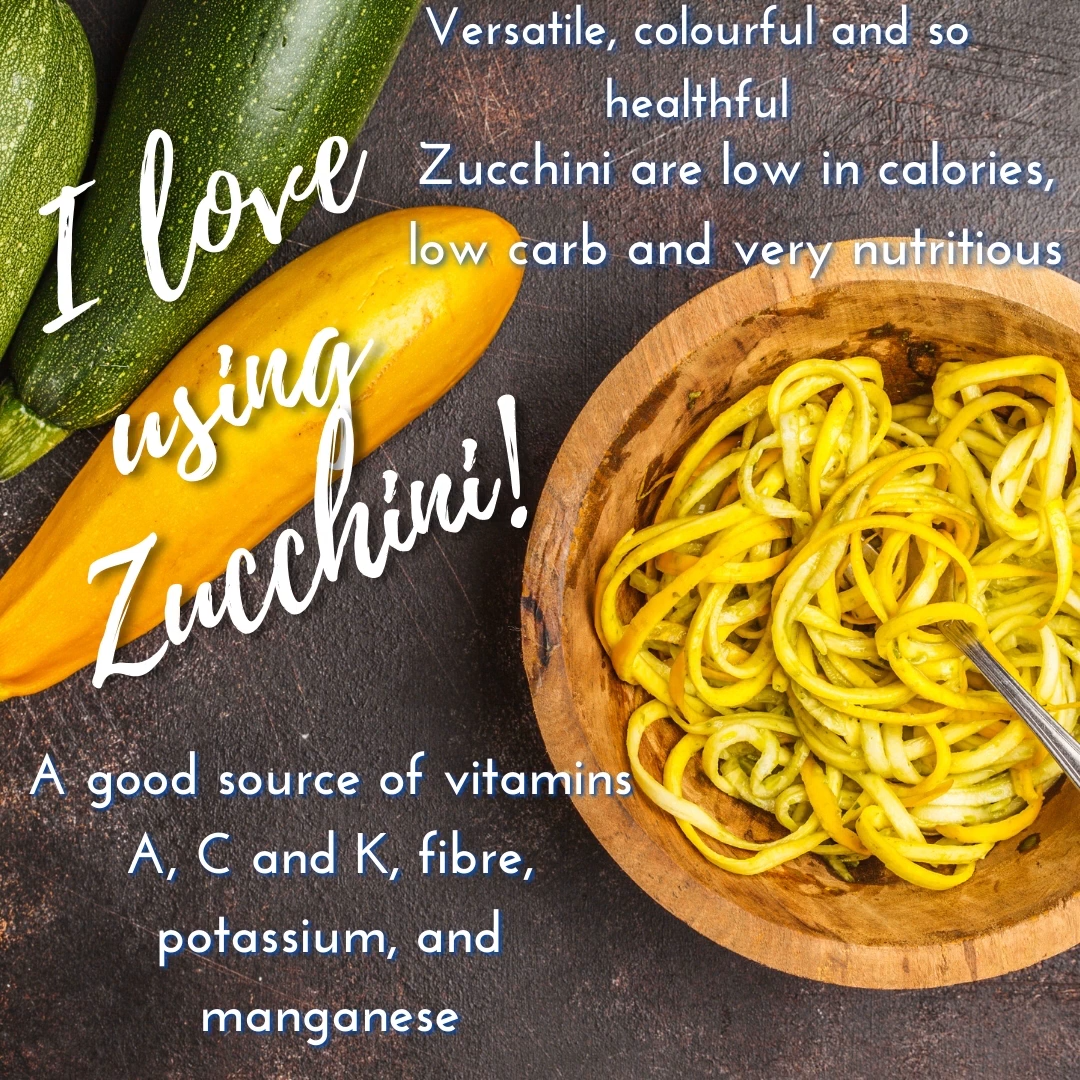 Versatile, colourful and so
healthful
Zucchini are low in calories,
low carb and very nutritious
I love
using
Zucchini!
A good source of vitamins
A, C and K, fibre,
potassium, and
manganese